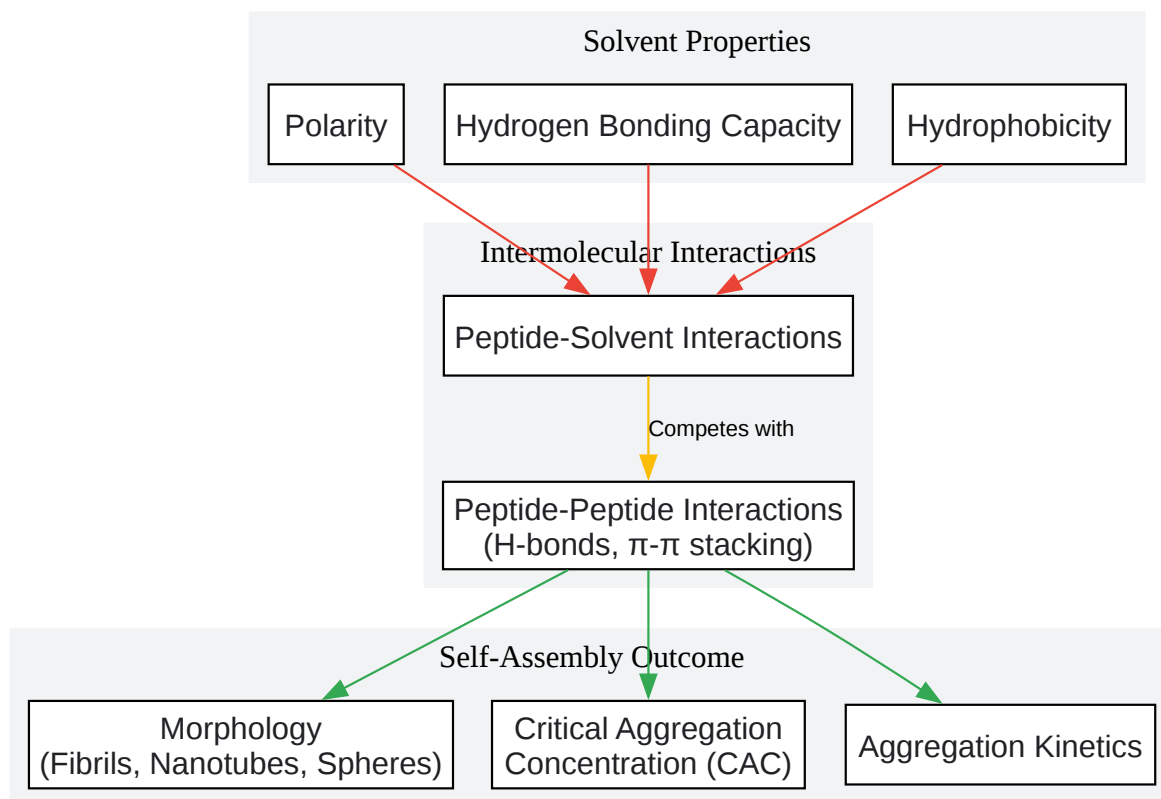 Solvent Properties
Polarity
Hydrogen Bonding Capacity
Hydrophobicity
Intermolecular Interactions
Peptide-Solvent Interactions
Competes with
Peptide-Peptide Interactions
(H-bonds, π-π stacking)
Self-Assembly Outcome
Morphology
(Fibrils, Nanotubes, Spheres)
Critical Aggregation
Concentration (CAC)
Aggregation Kinetics